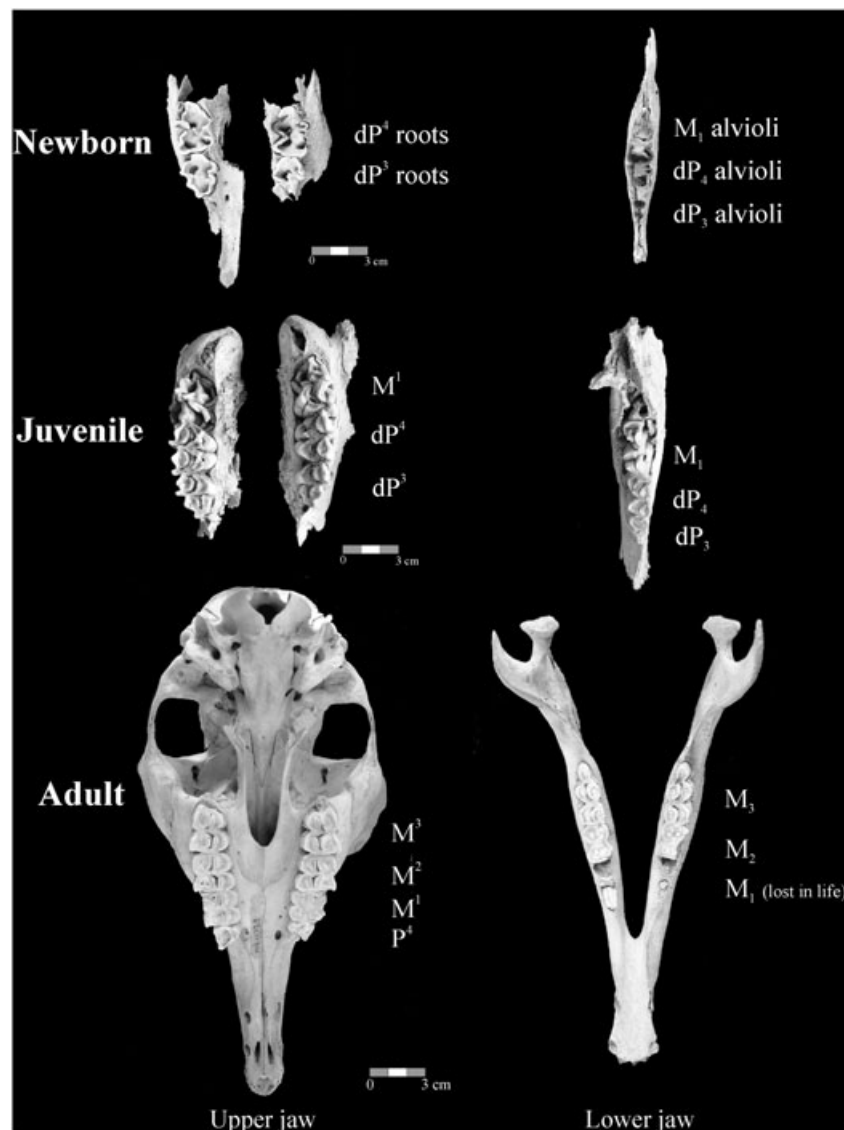 Newborn
dP⁴ roots
dP³ roots
0 3 cm
M₁ alvioli
dP₄ alvioli
dP₃ alvioli
Juvenile
M¹
dP⁴
dP³
0 3 cm
M₁
dP₄
dP₃
Adult
M³
M²
M¹
P⁴
0 3 cm
M₃
M₂
M₁ (lost in life)
Upper jaw
Lower jaw